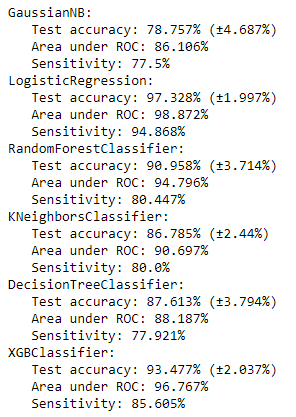 GaussianNB:
Test accuracy: 78.757% (±4.687%)
Area under ROC: 86.106%
Sensitivity: 77.5%
LogisticRegression:
Test accuracy: 97.328% (±1.997%)
Area under ROC: 98.872%
Sensitivity: 94.868%
RandomForestClassifier:
Test accuracy: 90.958% (±3.714%)
Area under ROC: 94.796%
Sensitivity: 80.447%
KNeighborsClassifier:
Test accuracy: 86.785% (±2.44%)
Area under ROC: 90.697%
Sensitivity: 80.0%
DecisionTreeClassifier:
Test accuracy: 87.613% (±3.794%)
Area under ROC: 88.187%
Sensitivity: 77.921%
XGBClassifier:
Test accuracy: 93.477% (±2.037%)
Area under ROC: 96.767%
Sensitivity: 85.605%